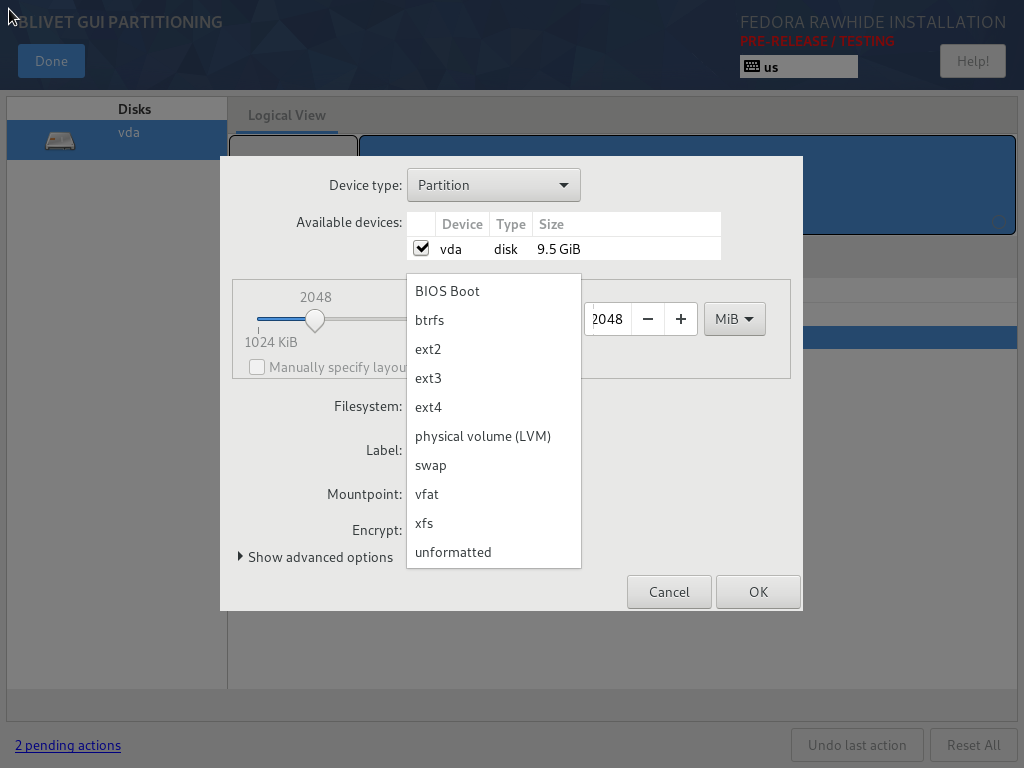 BLIVET GUI PARTITIONING
FEDORA RAWHIDE INSTALLATION
PRE-RELEASE / TESTING
Done
us
Help!
Disks
vda
Logical View
Device type:
Partition
Available devices:
Device Type Size
vda disk 9.5 GiB
2048
1024 KiB
2048
MiB
Manually specify layou
BIOS Boot
btrfs
ext2
ext3
ext4
physical volume (LVM)
swap
vfat
xfs
unformatted
Filesystem:
Label:
Mountpoint:
Encrypt:
Show advanced options
Cancel
OK
2 pending actions
Undo last action
Reset All